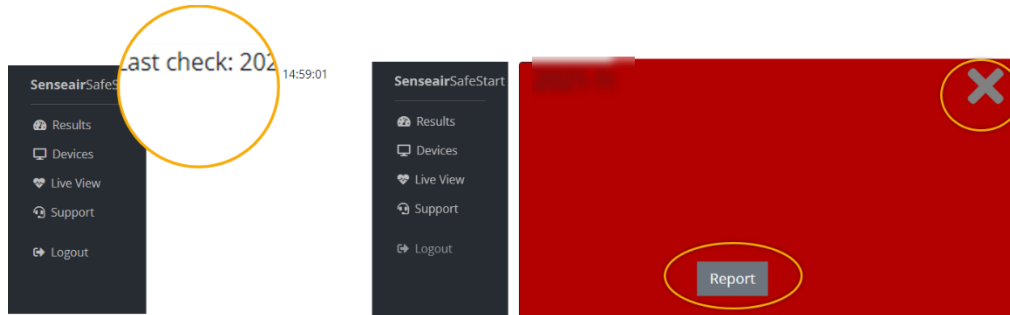 Last check: 202
14:59:01
SenseairSafeS
Results
Devices
Live View
Support
Logout
SenseairSafeStart
Results
Devices
Live View
Support
Logout
Report